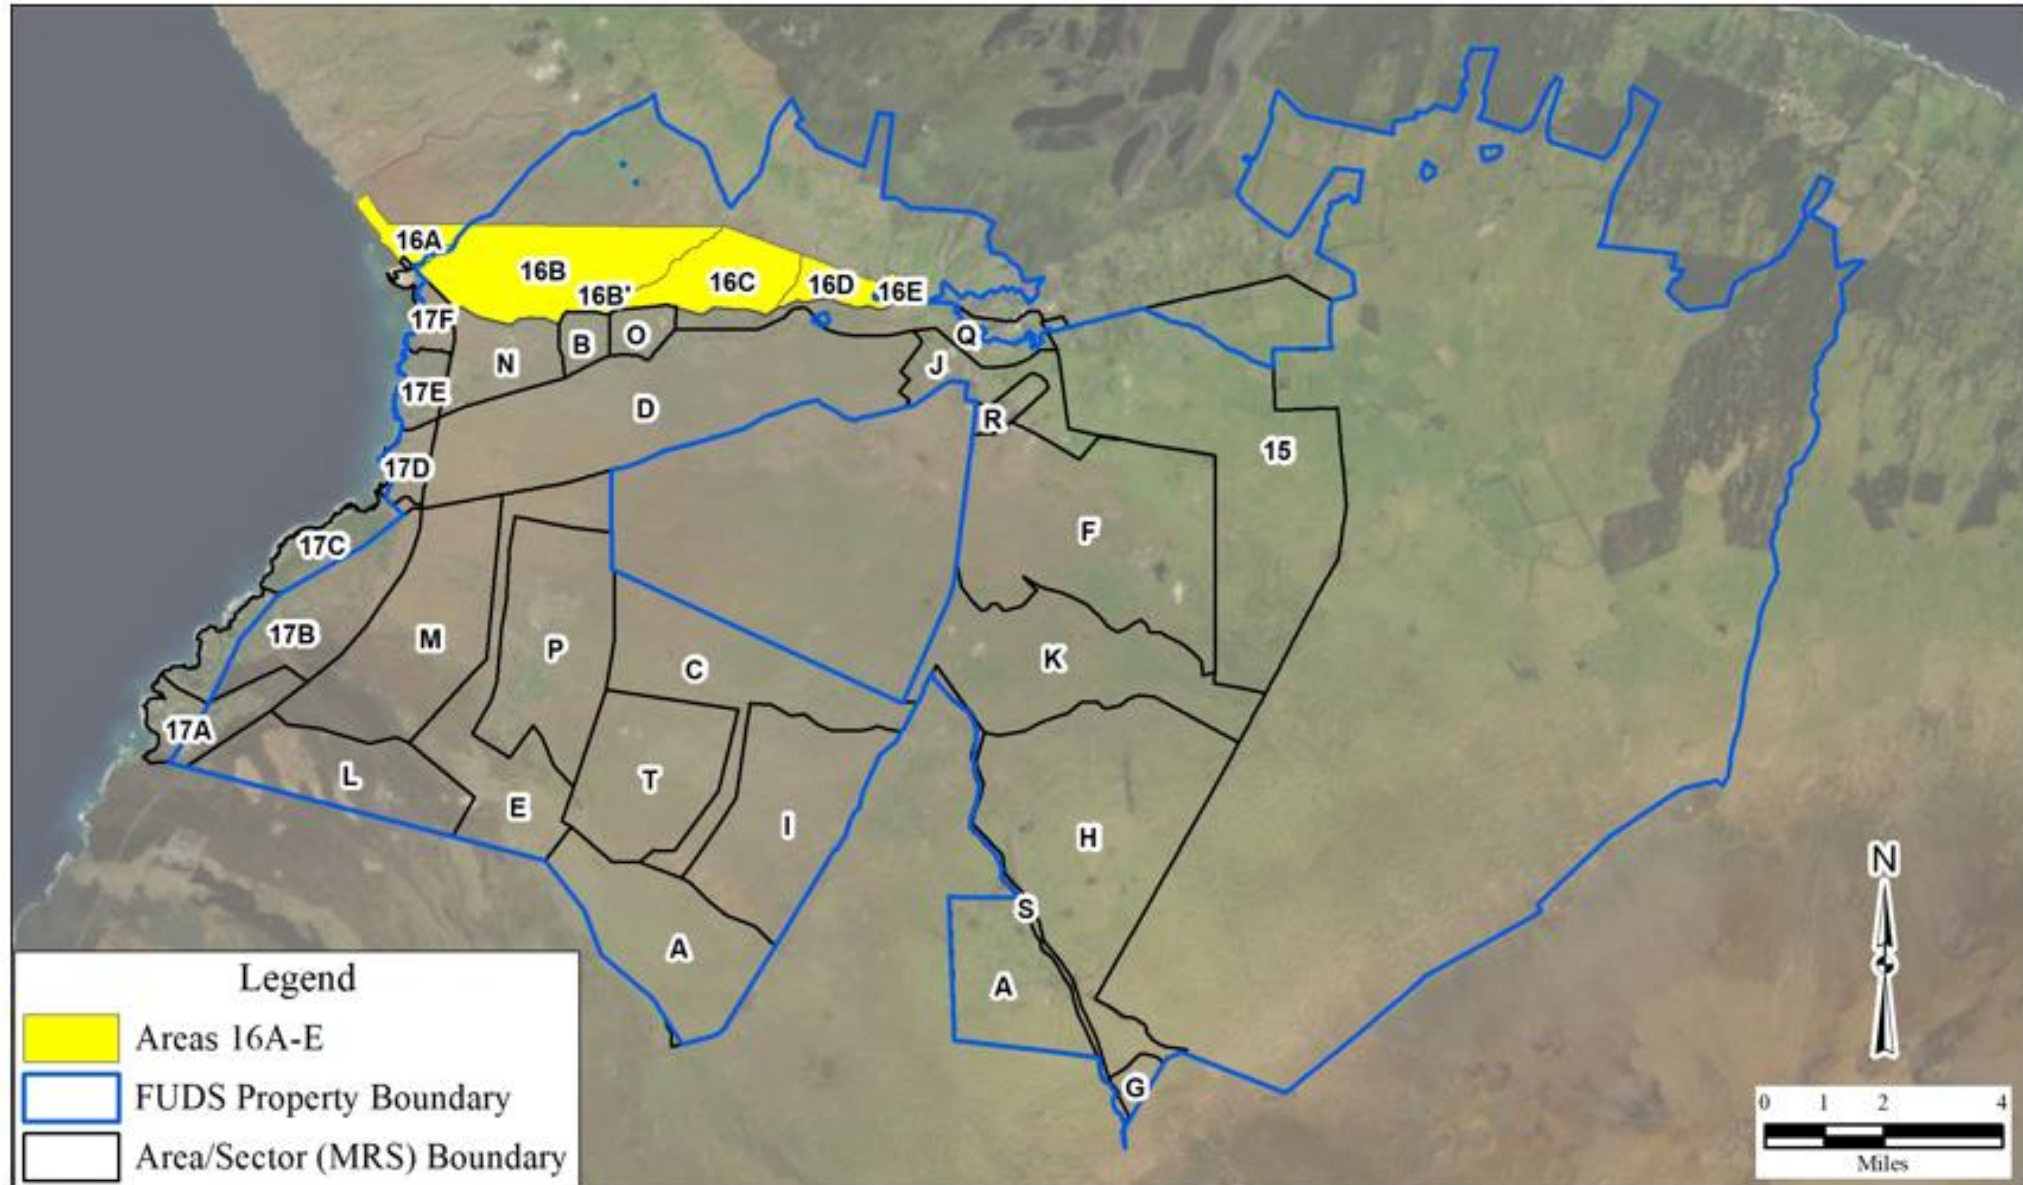 16A
16B
16B'
16C
16D
16E
17F
N
B
O
Q
J
17E
D
R
15
17D
17C
F
17B
M
P
C
K
17A
L
E
T
I
H
S
A
A
G
N
Legend
Areas 16A-E
FUDS Property Boundary
Area/Sector (MRS) Boundary
0 1 2 4
Miles